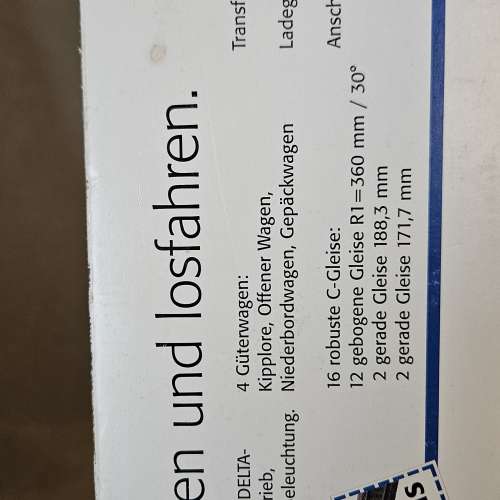 en und losfahren.
DELTA-
rieb,
eleuchtung.
4 Güterwagen:
Kipplore, Offener Wagen,
Niederbordwagen, Gepäckwagen
16 robuste C-Gleise:
12 gebogene Gleise R1=360 mm / 30°
2 gerade Gleise 188,3 mm
2 gerade Gleise 171,7 mm
Transf
Ladeg
Ansch